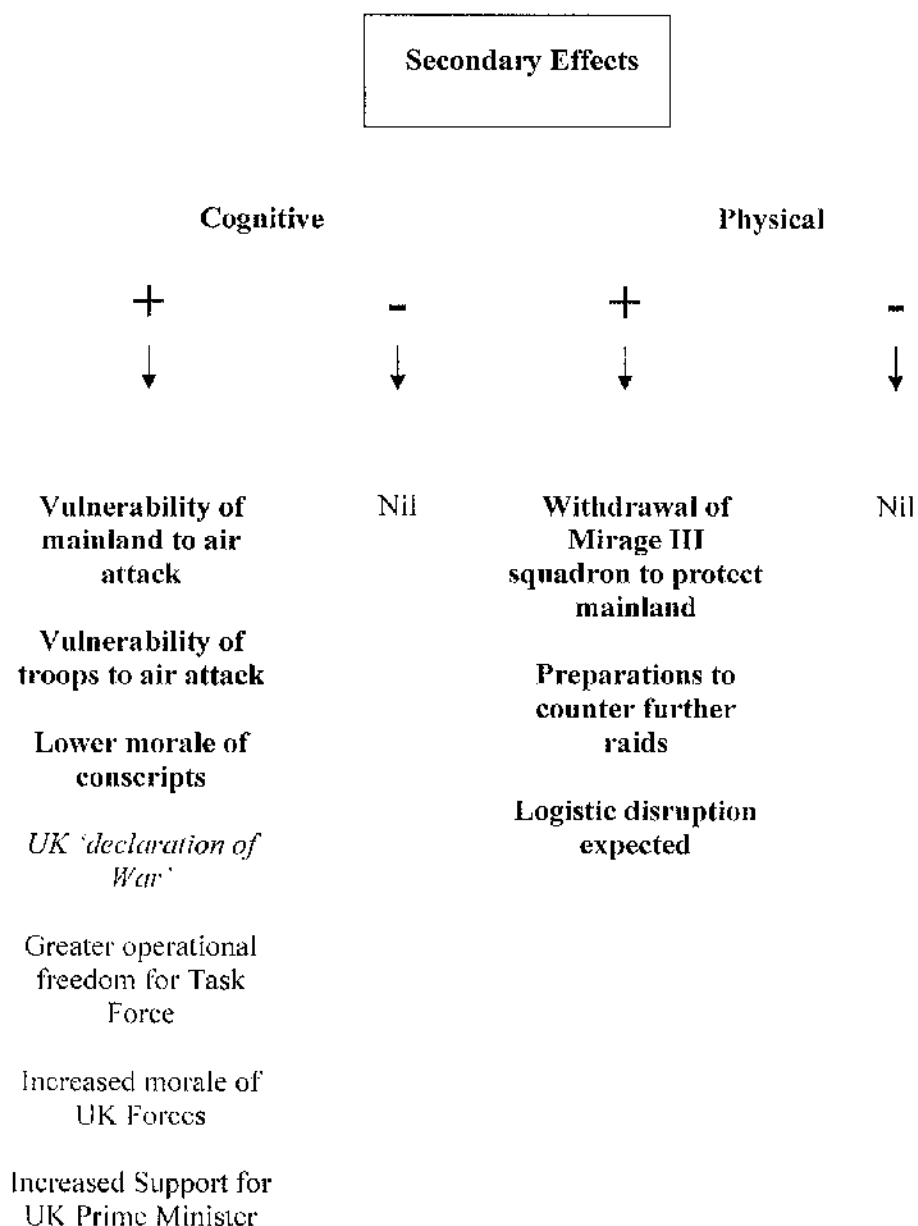 Secondary Effects
Cognitive
Physical
+
-
+
-
Vulnerability of
mainland to air
attack
Vulnerability of
troops to air attack
Lower morale of
conscripts
UK 'declaration of
War'
Greater operational
freedom for Task
Force
Increased morale of
UK Forces
Increased Support for
UK Prime Minister
Nil
Withdrawal of
Mirage III
squadron to protect
mainland
Preparations to
counter further
raids
Logistic disruption
expected
Nil